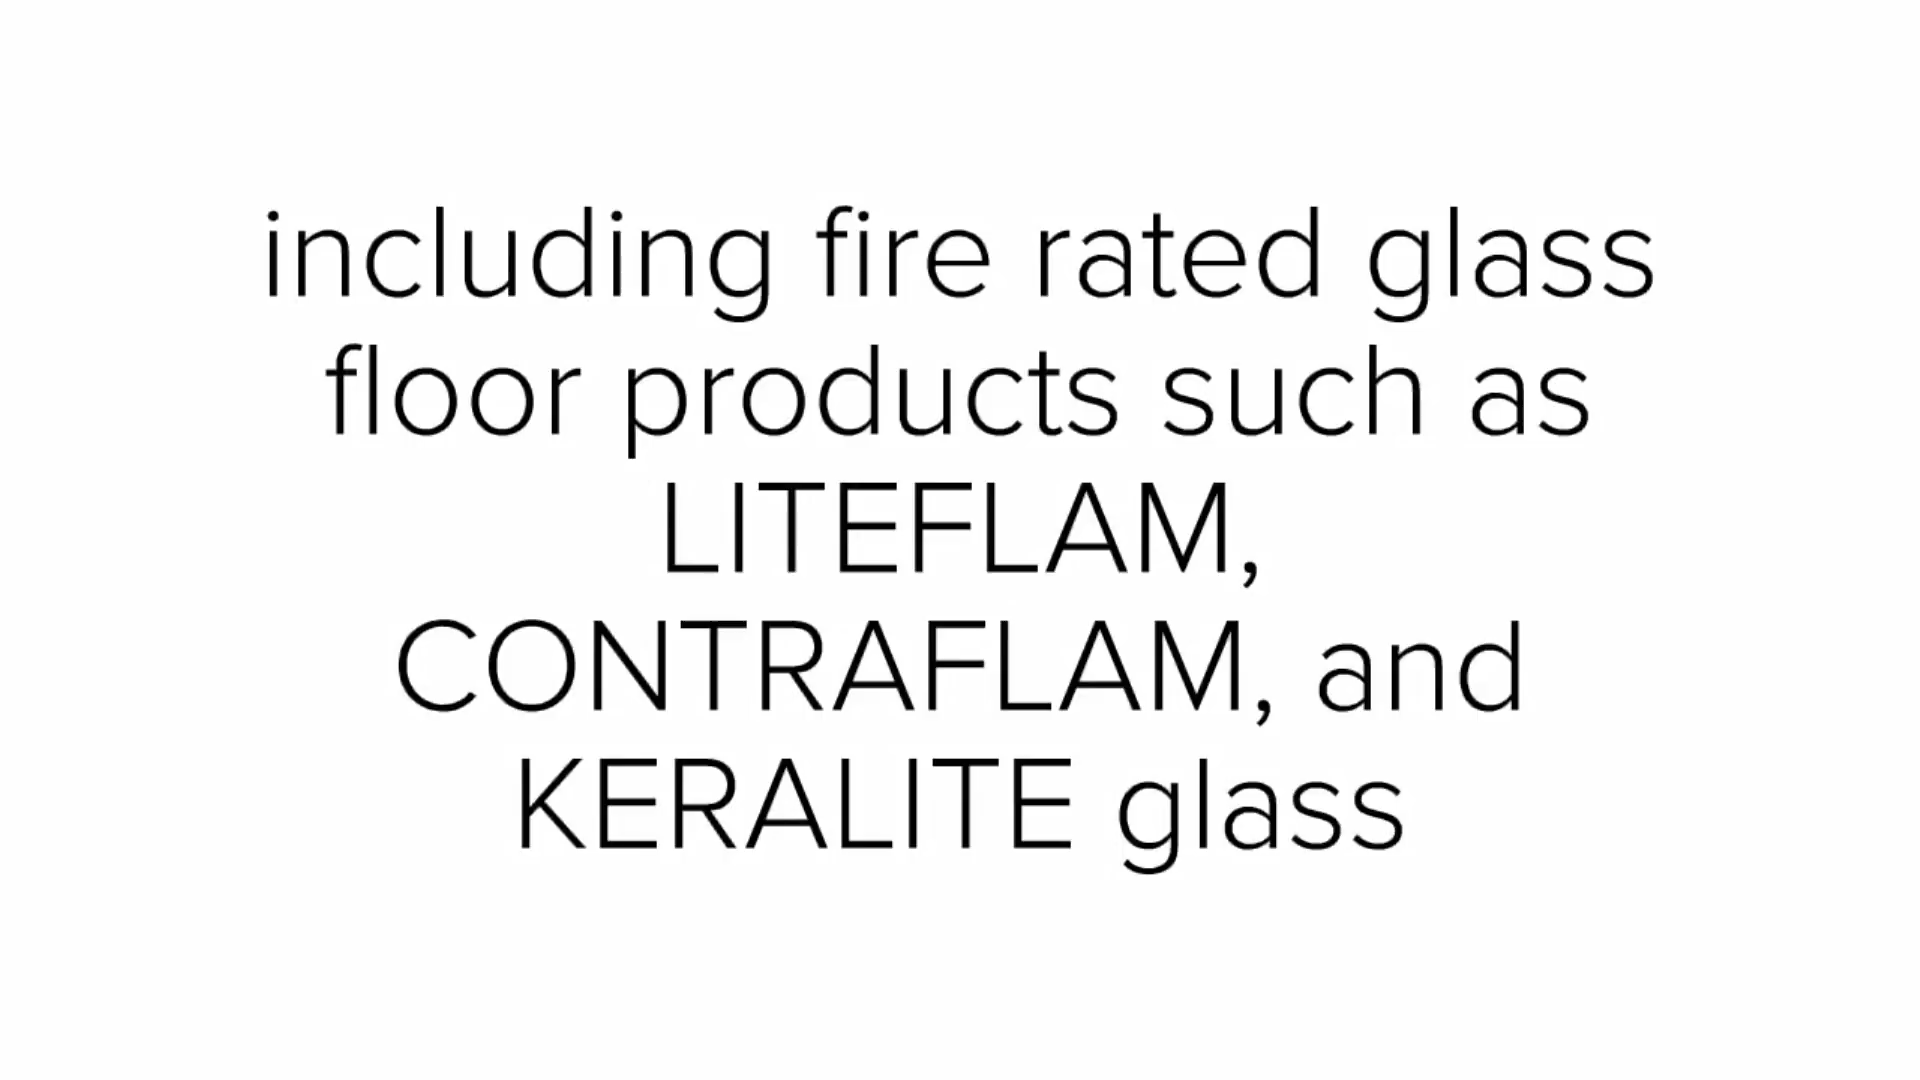 including fire rated glass
floor products such as
LITEFLAM,
CONTRAFLAM, and
KERALITE glass